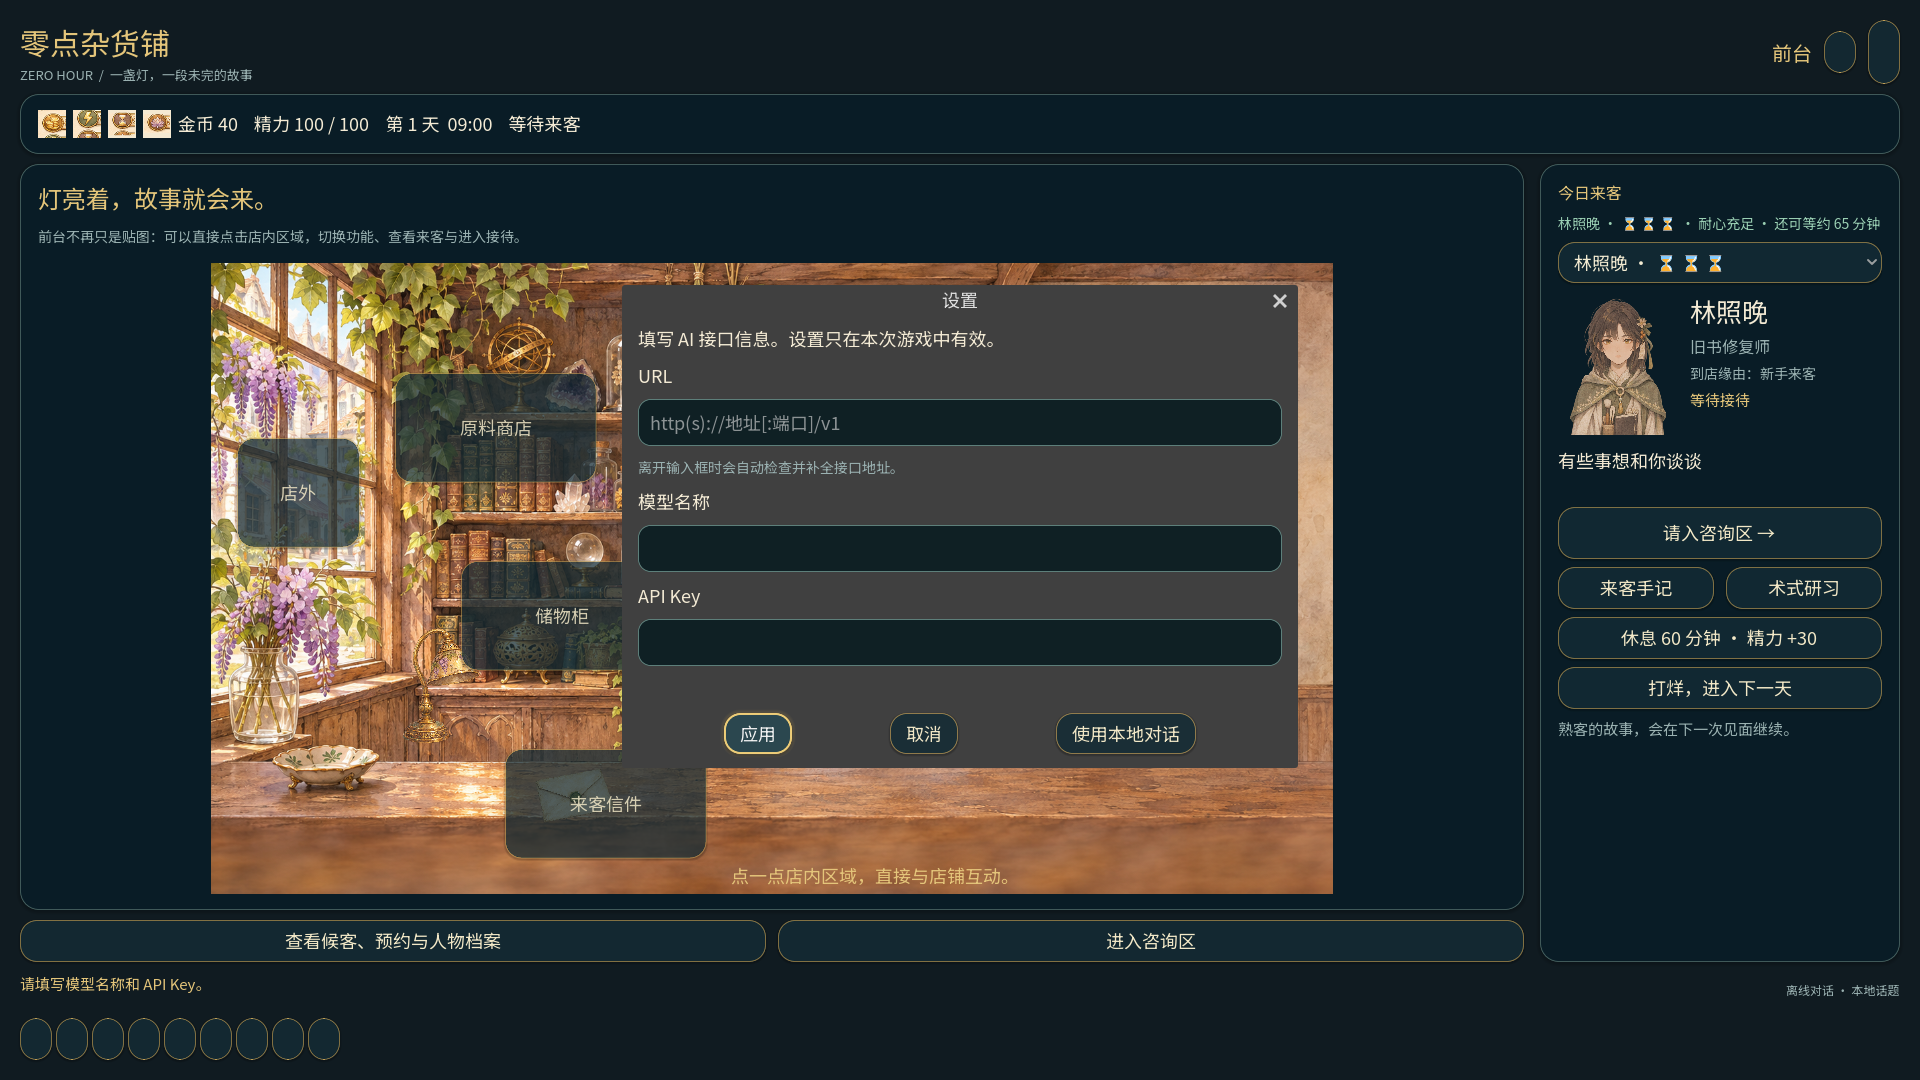 零点杂货铺
ZERO HOUR / 一盏灯，一段未完的故事
前台
金币 40 精力 100 / 100 第 1 天 09:00 等待来客
灯亮着，故事就会来。
前台不再只是贴图：可以直接点击店内区域，切换功能、查看来客与进入接待。
原料商店
店外
储物柜
来客信件
点一点店内区域，直接与店铺互动。
设置
填写 AI 接口信息。设置只在本次游戏中有效。
URL
http(s)://地址[:端口]/v1
离开输入框时会自动检查并补全接口地址。
模型名称
API Key
应用
取消
使用本地对话
今日来客
林照晚 · ⌛⌛⌛ · 耐心充足 · 还可等约 65 分钟
林照晚 · ⌛⌛⌛
林照晚
旧书修复师
到店缘由：新手来客
等待接待
有些事想和你谈谈
请入咨询区 →
来客手记
术式研习
休息 60 分钟 · 精力 +30
打烊，进入下一天
熟客的故事，会在下一次见面继续。
查看候客、预约与人物档案
进入咨询区
请填写模型名称和 API Key。
离线对话 · 本地话题